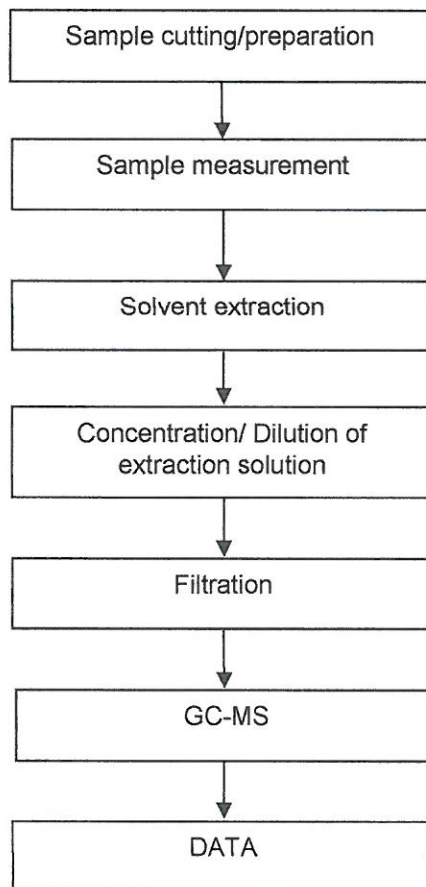 Sample cutting/preparation
Sample measurement
Solvent extraction
Concentration/ Dilution of
extraction solution
Filtration
GC-MS
DATA